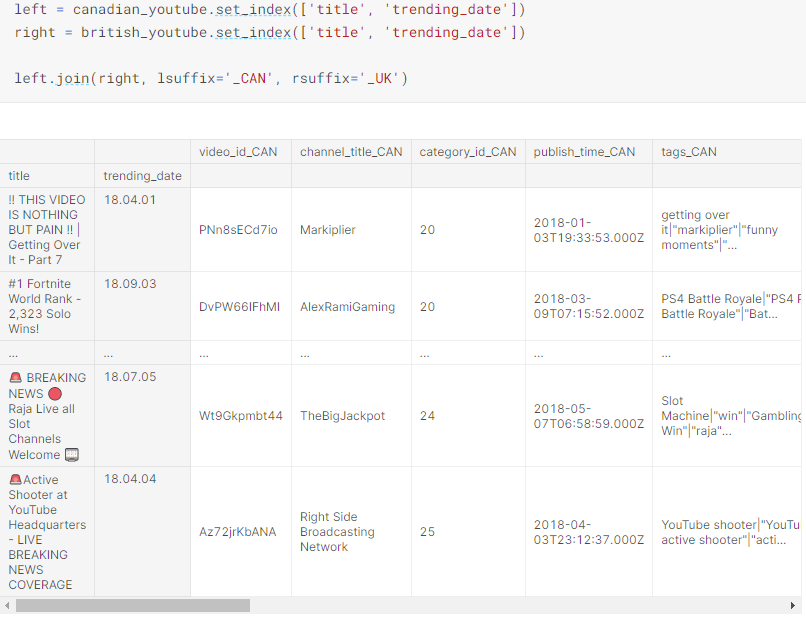 left = canadian_youtube.set_index(['title', 'trending_date'])
right = british_youtube.set_index(['title', 'trending_date'])
left.join(right, lsuffix='_CAN', rsuffix='_UK')
video_id_CAN channel_title_CAN category_id_CAN publish_time_CAN tags_CAN
title trending_date
!! THIS VIDEO
IS NOTHING
BUT PAIN !! |
Getting Over
It - Part 7
18.04.01
PNn8sECd7io
Markiplier
20
2018-01-
03T19:33:53.000Z
getting over
it|"markiplier"|"funny
moments"|"...
#1 Fortnite
World Rank -
2,323 Solo
Wins!
18.09.03
DvPW66IFhMI
AlexRamiGaming
20
2018-03-
09T07:15:52.000Z
PS4 Battle Royale|"PS4 P
Battle Royale"|"Bat...
... ... ... ... ... ... ...
🚨 BREAKING
NEWS 🔴
Raja Live all
Slot
Channels
Welcome 🎰
18.07.05
Wt9Gkpmbt44
TheBigJackpot
24
2018-05-
07T06:58:59.000Z
Slot
Machine|"win"|"Gambling
Win"|"raja"...
🚨Active
Shooter at
YouTube
Headquarters
- LIVE
BREAKING
NEWS
COVERAGE
18.04.04
Az72jrKbANA
Right Side
Broadcasting
Network
25
2018-04-
03T23:12:37.000Z
YouTube shooter|"YouTu
active shooter"|"acti...